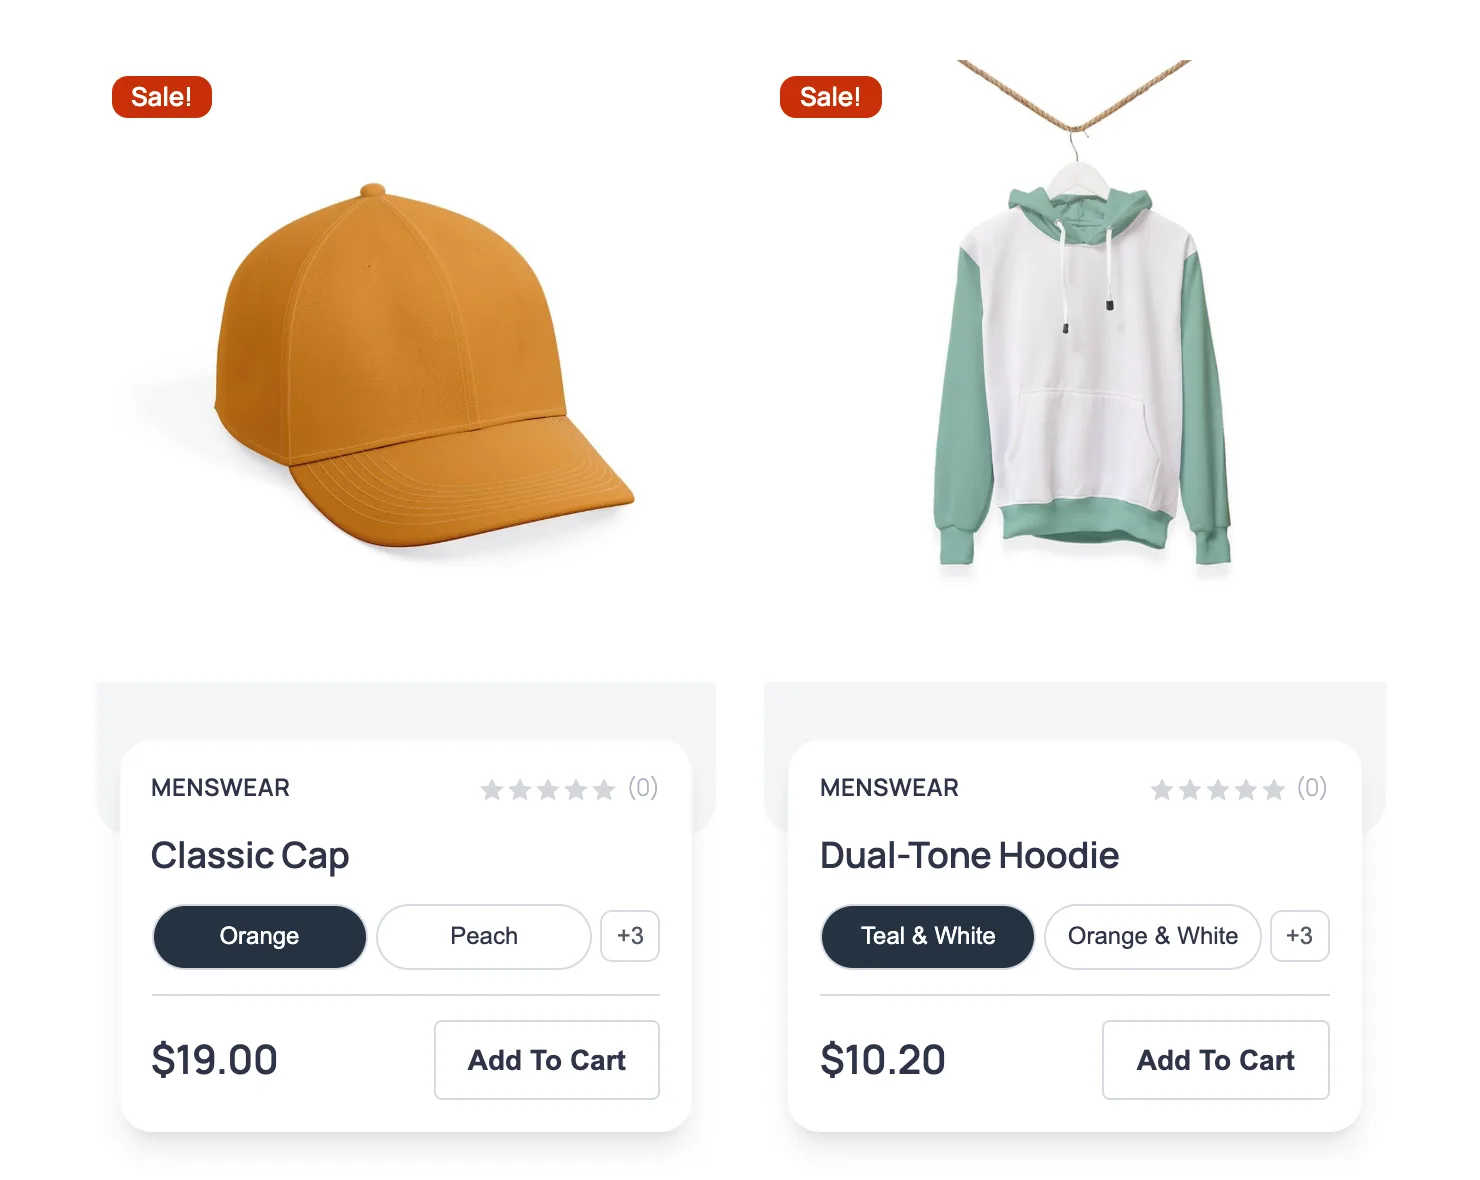 Sale!
MENSWEAR
(0)
Classic Cap
Orange
Peach
+3
$19.00
Add To Cart
Sale!
MENSWEAR
(0)
Dual-Tone Hoodie
Teal & White
Orange & White
+3
$10.20
Add To Cart